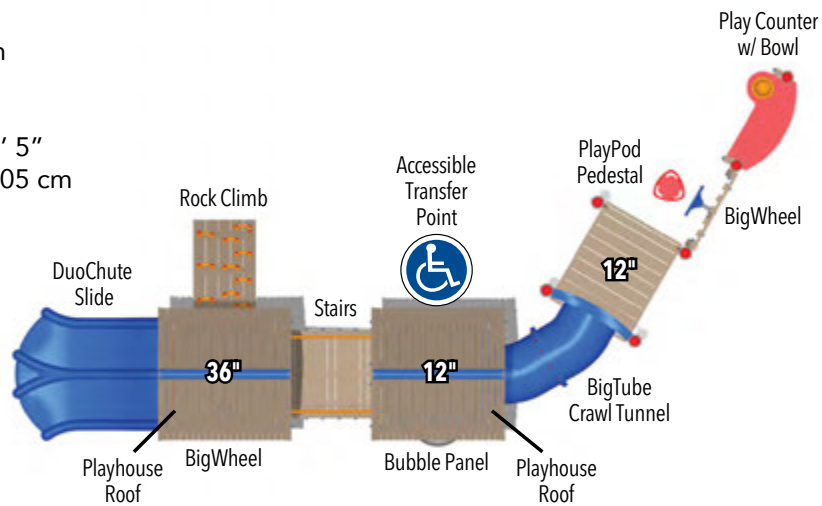 Play Counter
w/ Bowl
5"
05 cm
Accessible
Transfer
Point
PlayPod
Pedestal
Rock Climb
BigWheel
DuoChute
Slide
Stairs
12"
36"
12"
BigTube
Crawl Tunnel
Playhouse
Roof
BigWheel
Bubble Panel
Playhouse
Roof